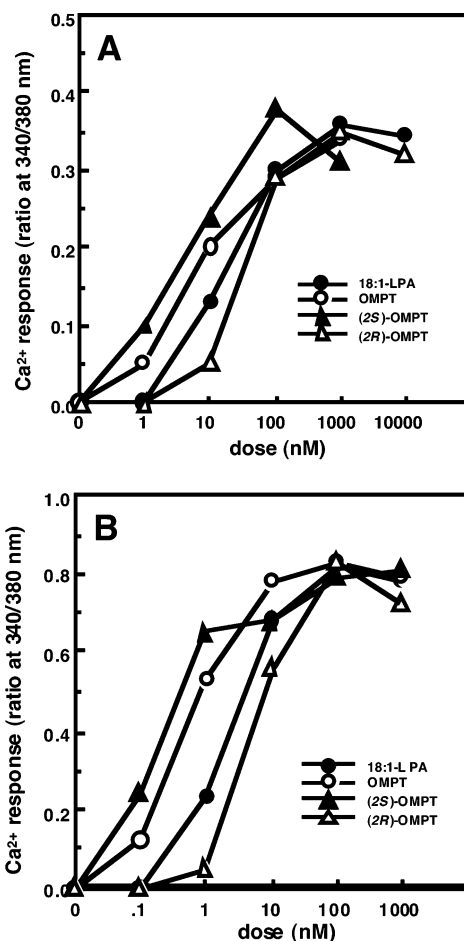 A
Ca2+ response (ratio at 340/380 nm)
0.5
0.4
0.3
0.2
0.1
0.0
18:1-LPA
OMPT
(2S)-OMPT
(2R)-OMPT
0 1 10 100 1000 10000
dose (nM)
B
Ca2+ response (ratio at 340/380 nm)
1.0
0.8
0.6
0.4
0.2
0.0
18:1-L PA
OMPT
(2S)-OMPT
(2R)-OMPT
0 .1 1 10 100 1000
dose (nM)